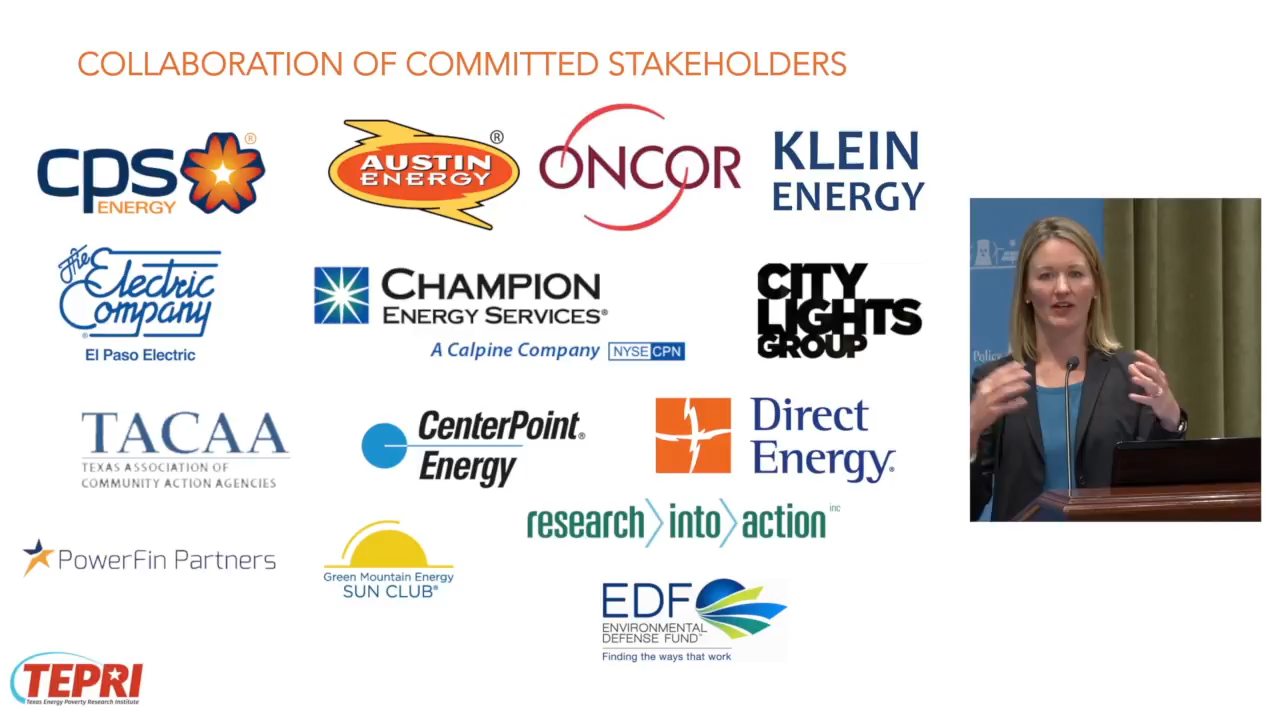 COLLABORATION OF COMMITTED STAKEHOLDERS
cps
ENERGY
®
AUSTIN
ENERGY
®
ONCOR
KLEIN
ENERGY
The
Electric
Company
®
El Paso Electric
CHAMPION
ENERGY SERVICES®
A Calpine Company NYSE CPN
CITY
LIGHTS
GROUP
Policy
TACAA
TEXAS ASSOCIATION OF
COMMUNITY ACTION AGENCIES
CenterPoint®
Energy
Direct
Energy®
research into action inc
PowerFin Partners
Green Mountain Energy
SUN CLUB®
EDF
ENVIRONMENTAL
DEFENSE FUND™
Finding the ways that work
TEPRI
Texas Energy Poverty Research Institute